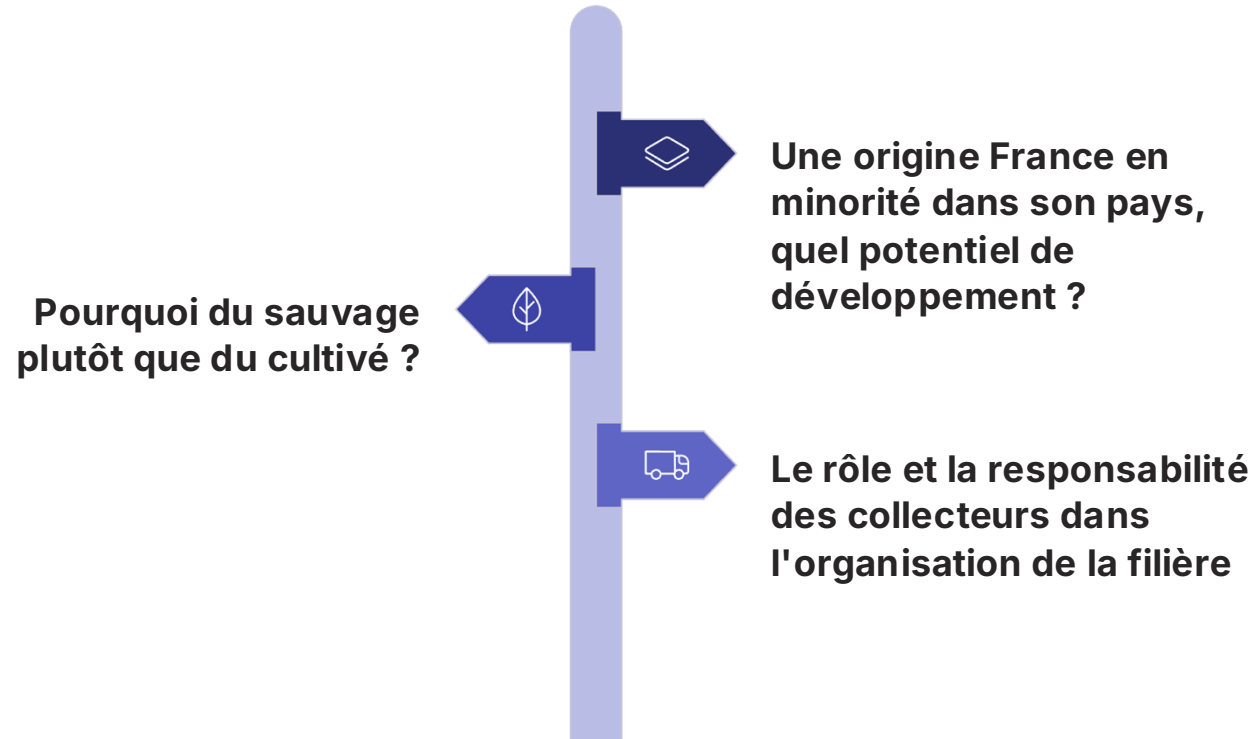 Une origine France en
minorité dans son pays,
quel potentiel de
développement ?
Pourquoi du sauvage
plutôt que du cultivé ?
Le rôle et la responsabilité
des collecteurs dans
l'organisation de la filière